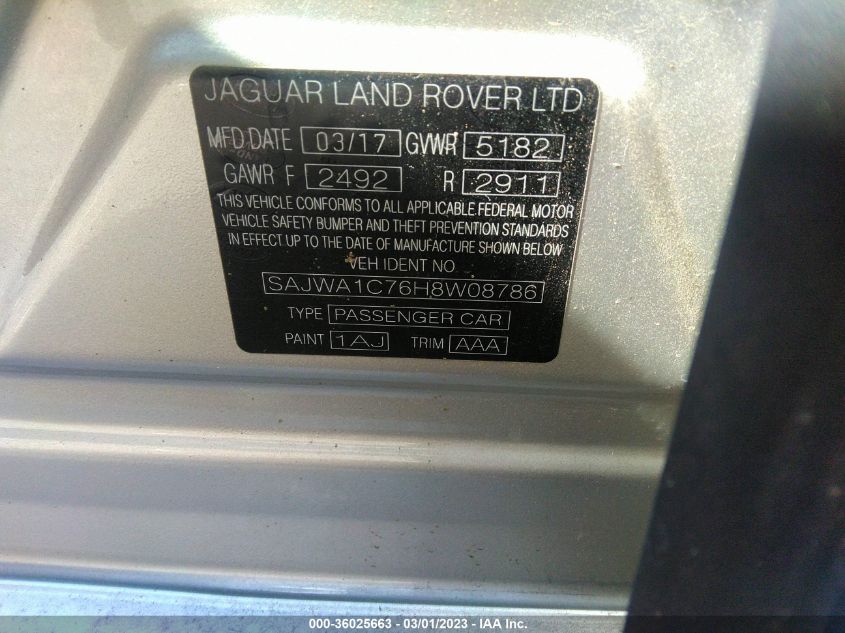 JAGUAR LAND ROVER LTD
MFD DATE 03/17 GVWR 5182
GAWR F 2492 R 2911
THIS VEHICLE CONFORMS TO ALL APPLICABLE FEDERAL MOTOR
VEHICLE SAFETY BUMPER AND THEFT PREVENTION STANDARDS
IN EFFECT UP TO THE DATE OF MANUFACTURE SHOWN BELOW
VEH IDENT NO
SAJWA1C76H8W08786
TYPE PASSENGER CAR
PAINT 1AJ TRIM AAA
000-36025663 - 03/01/2023 - IAA Inc.